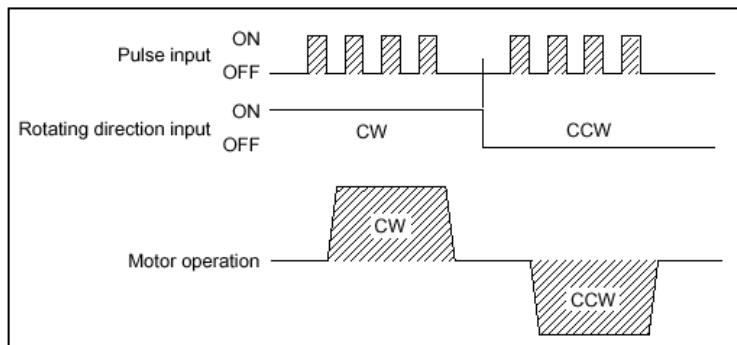 ON
Pulse input
OFF
ON
Rotating direction input
CW
CCW
OFF
CW
Motor operation
CCW